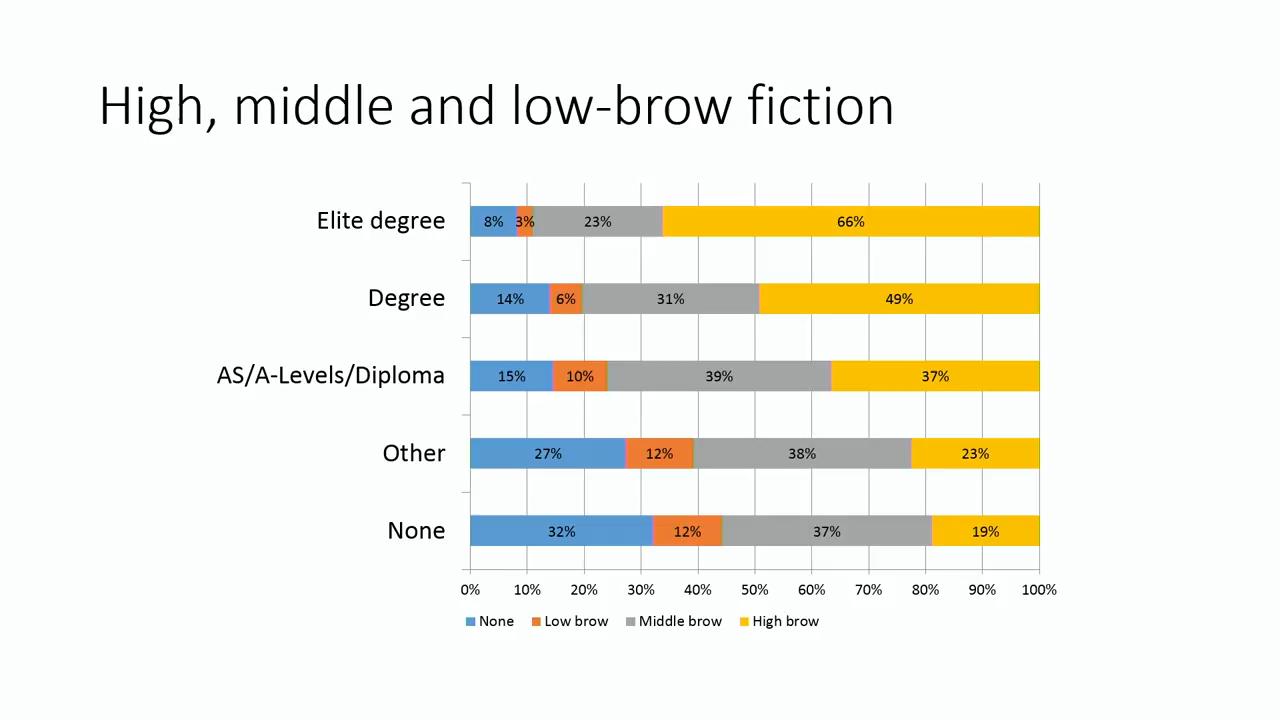 High, middle and low-brow fiction
Elite degree 8% 3% 23% 66%
Degree 14% 6% 31% 49%
AS/A-Levels/Diploma 15% 10% 39% 37%
Other 27% 12% 38% 23%
None 32% 12% 37% 19%
0% 10% 20% 30% 40% 50% 60% 70% 80% 90% 100%
None Low brow Middle brow High brow